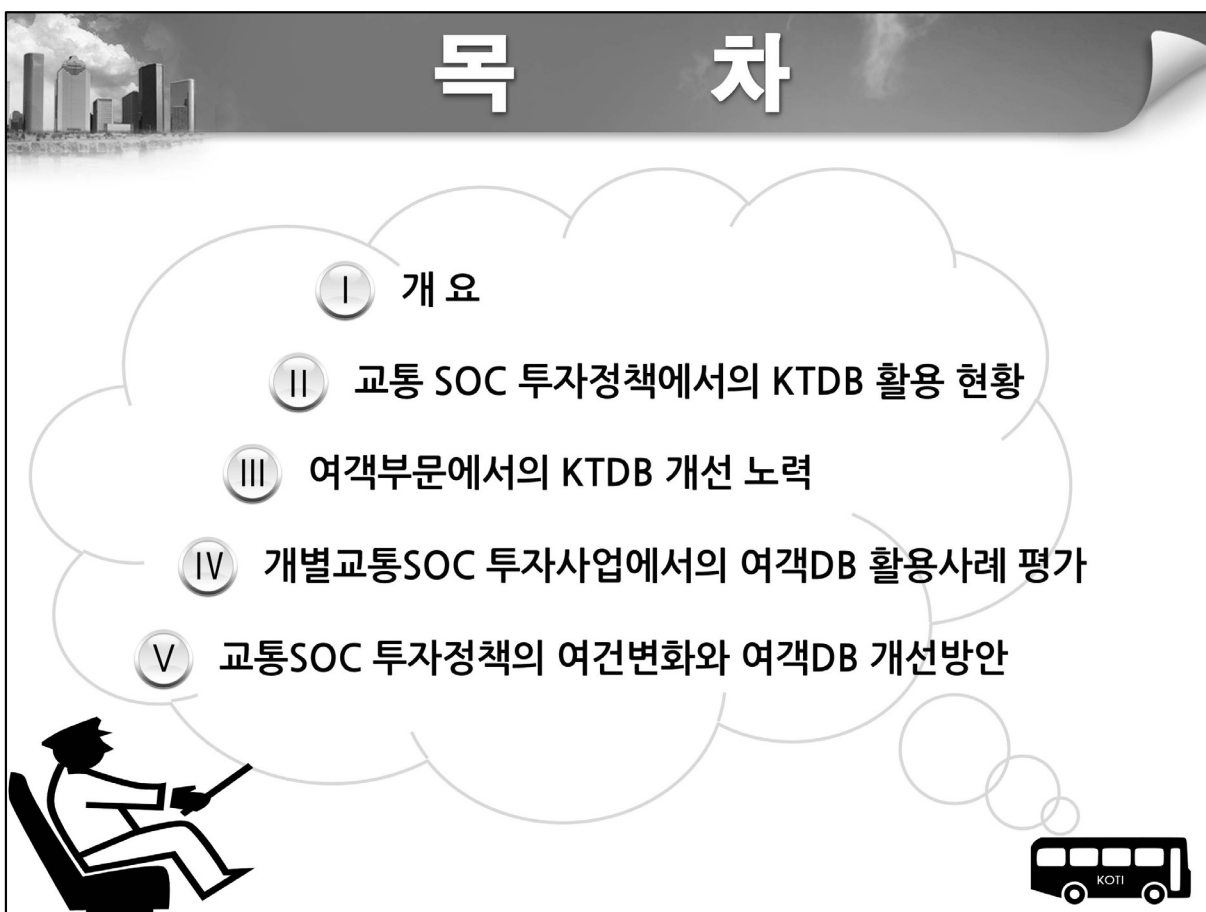 목 차
I 개 요
II 교통 SOC 투자정책에서의 KTDB 활용 현황
III 여객부문에서의 KTDB 개선 노력
IV 개별교통SOC 투자사업에서의 여객DB 활용사례 평가
V 교통SOC 투자정책의 여건변화와 여객DB 개선방안
KOTI